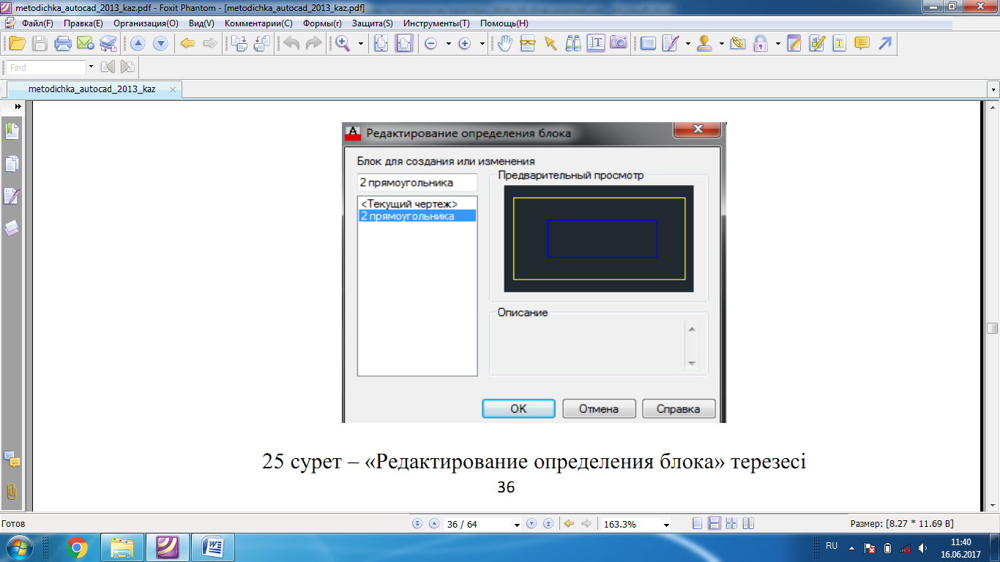 metodichka_autocad_2013_kaz.pdf - Foxit Phantom - [metodichka_autocad_2013_kaz.pdf]
Файл(F) Правка(E) Организация(O) Вид(V) Комментарии(C) Формы(r) Защита(S) Инструменты(T) Помощь(H)
Find
metodichka_autocad_2013_kaz
Редактирование определения блока
Блок для создания или изменения
2 прямоугольника
<Текущий чертеж>
2 прямоугольника
Предварительный просмотр
Описание
OK Отмена Справка
25 сурет – «Редактирование определения блока» терезесі
36
Готов 36 / 64 163.3% Размер: [8.27 * 11.69 В]
RU 11:40
16.06.2017